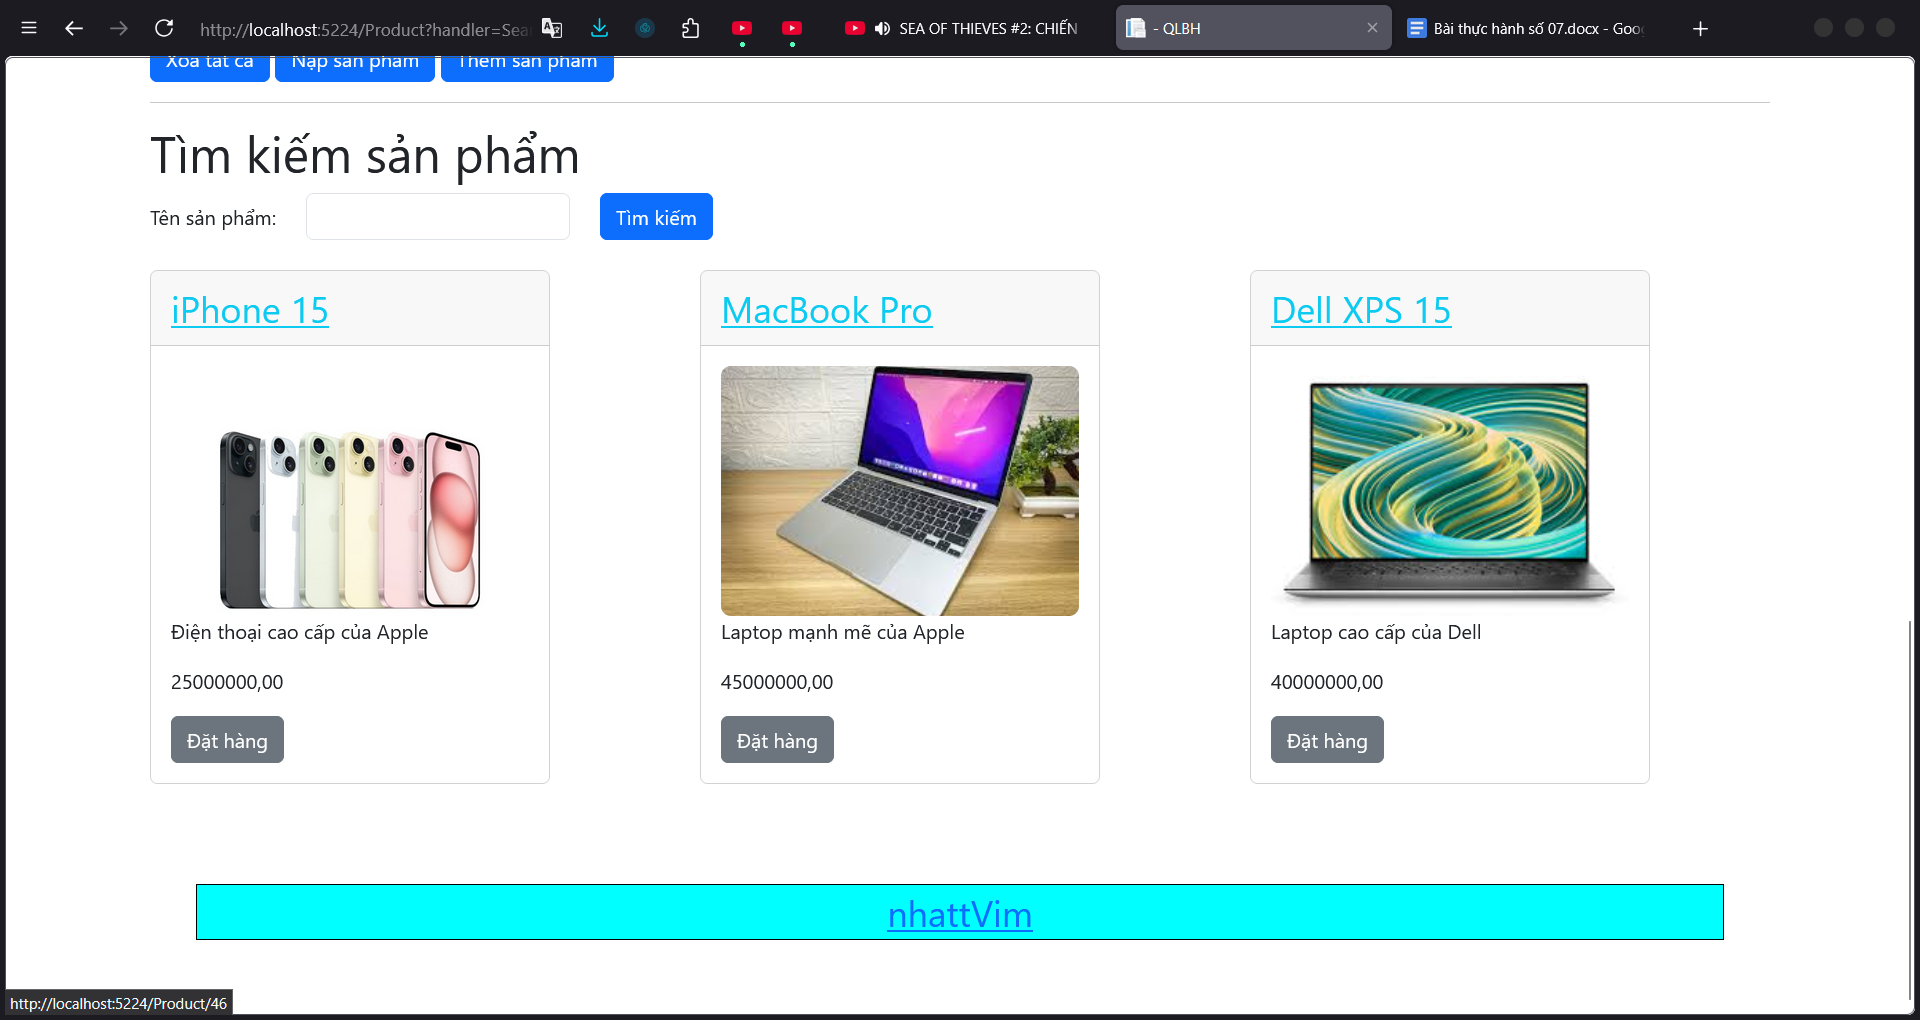 http://localhost:5224/Product?handler=Sea
SEA OF THIEVES #2: CHIẾN
- QLBH
Bài thực hành số 07.docx - Goo
Xóa tất cả
Nạp sản phẩm
Thêm sản phẩm
Tìm kiếm sản phẩm
Tên sản phẩm:
Tìm kiếm
iPhone 15
MacBook Pro
Dell XPS 15
Điện thoại cao cấp của Apple
Laptop mạnh mẽ của Apple
Laptop cao cấp của Dell
25000000,00
45000000,00
40000000,00
Đặt hàng
Đặt hàng
Đặt hàng
nhattVim
http://localhost:5224/Product/46